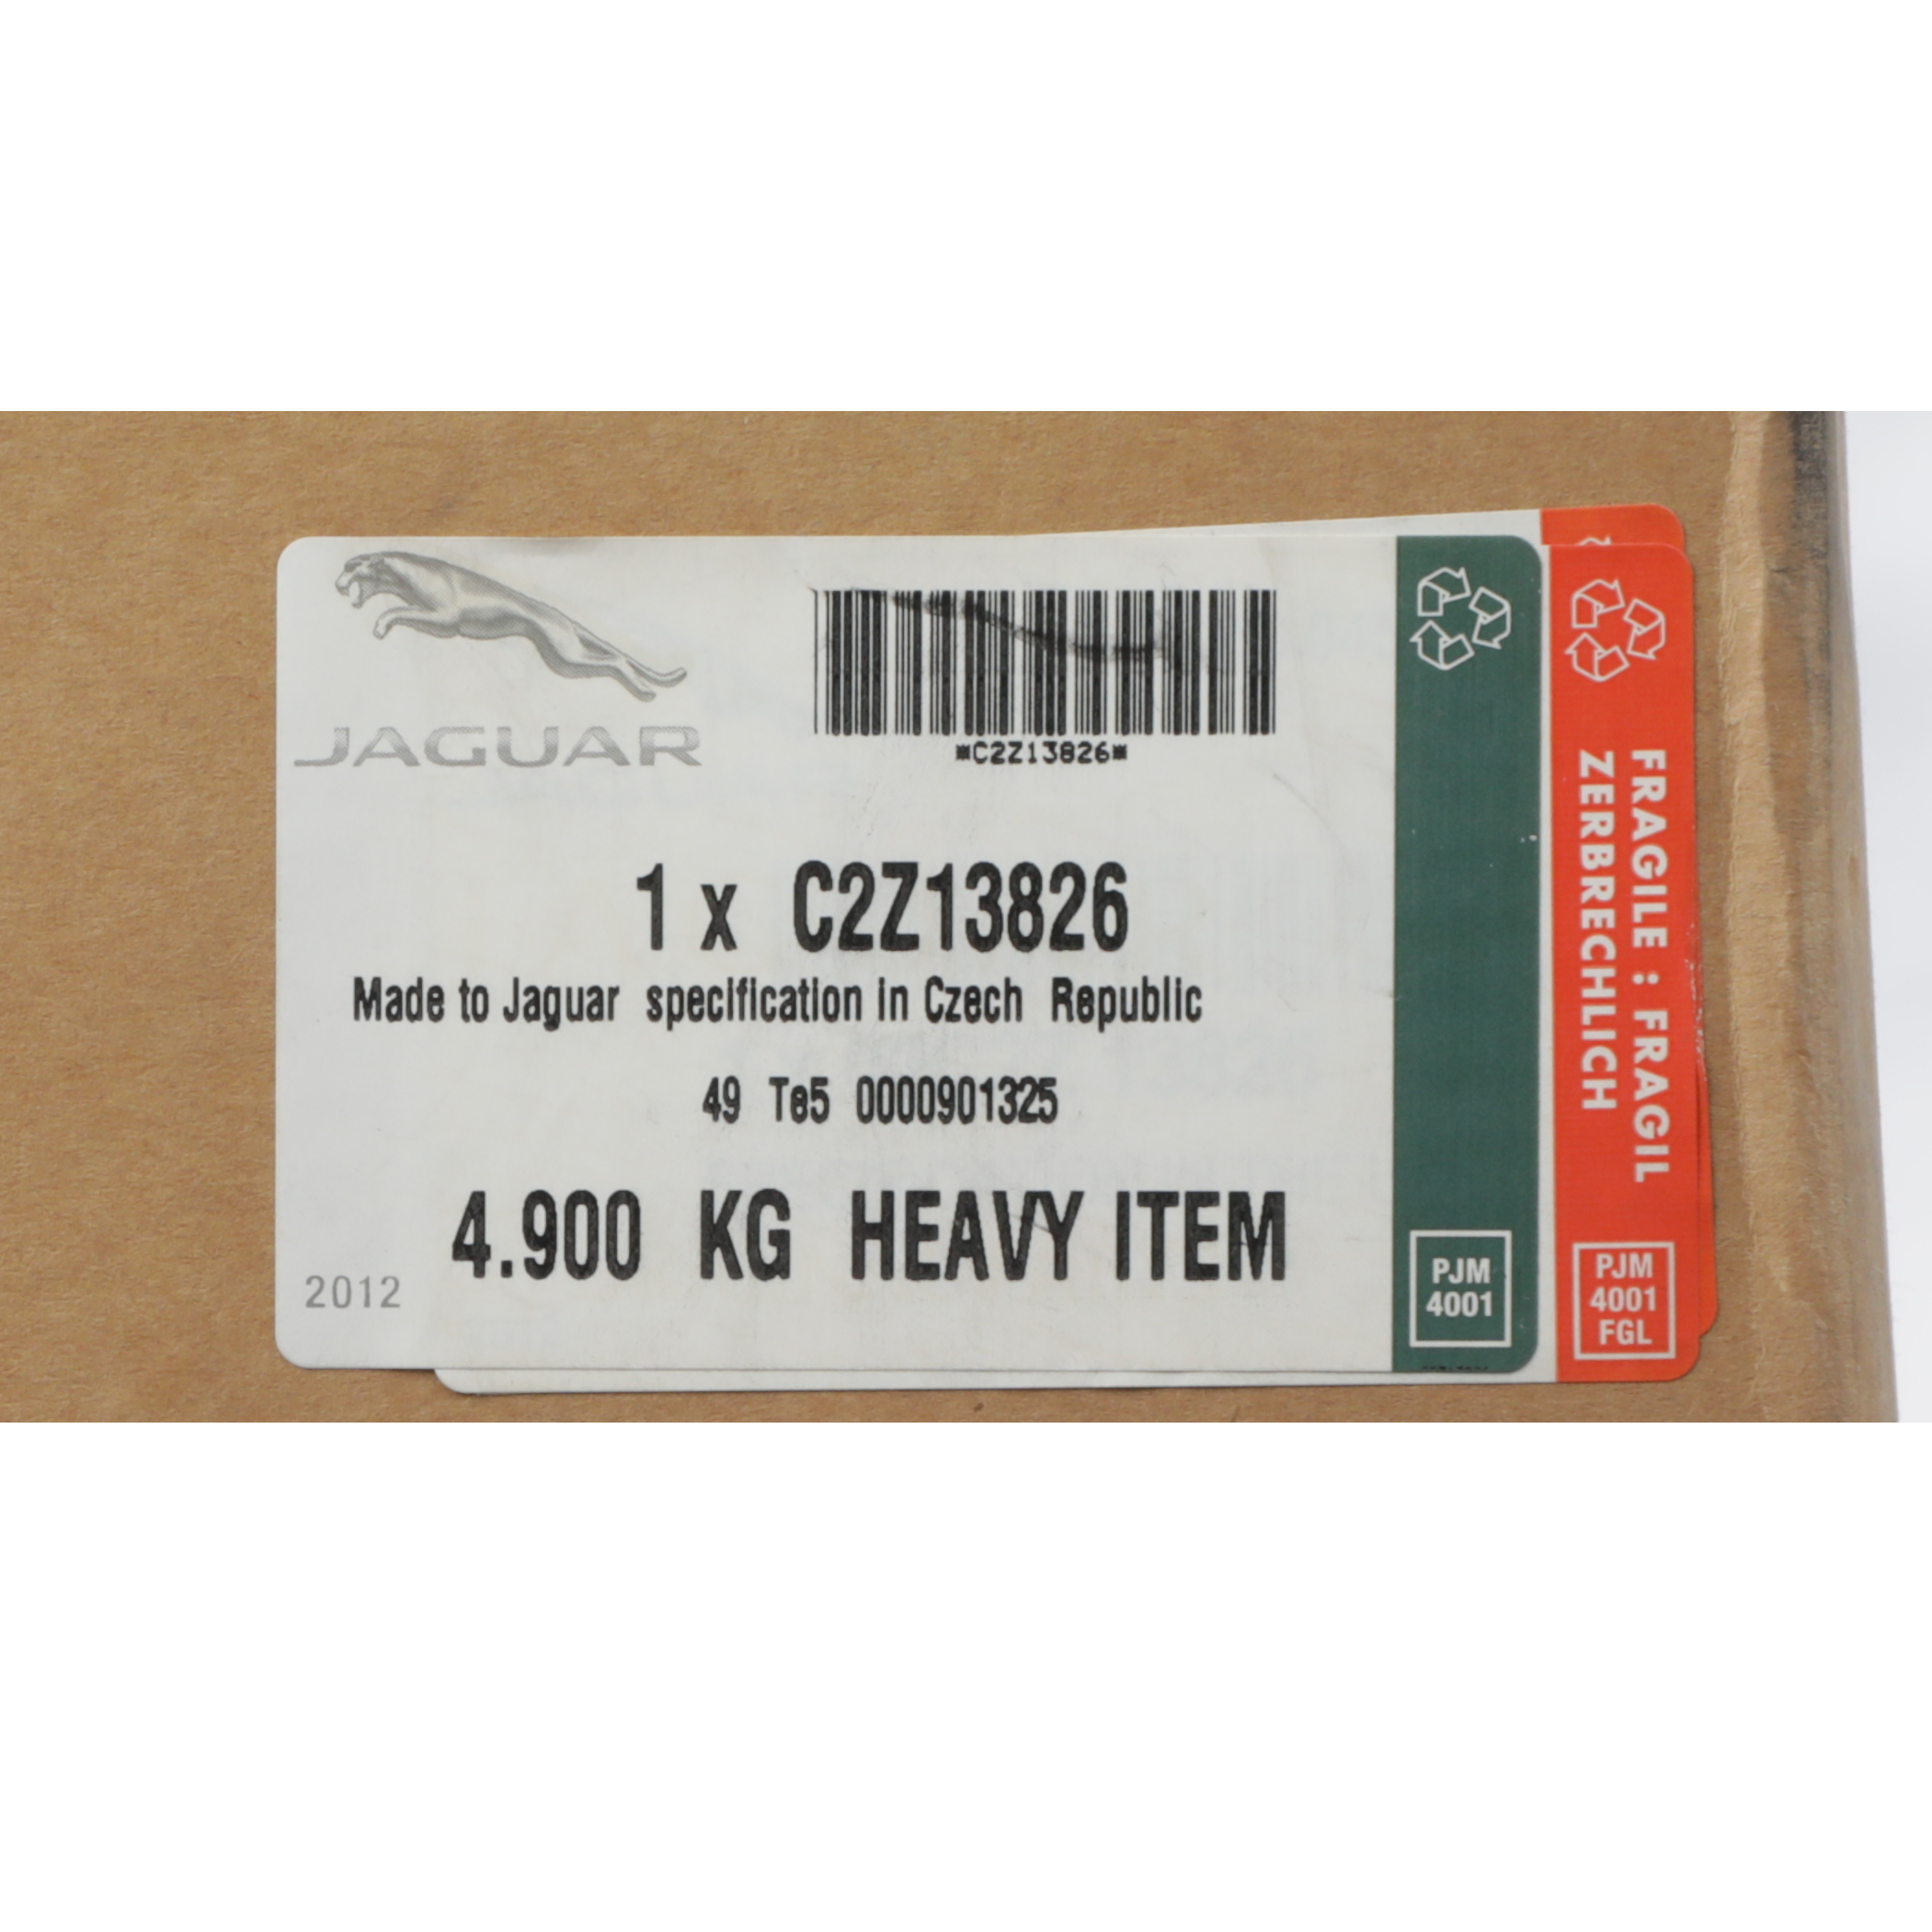 JAGUAR
*C2Z13826*
1 x C2Z13826
Made to Jaguar specification in Czech Republic
49 Te5 0000901325
4.900 KG HEAVY ITEM
2012
PJM
4001
FRAGILE : FRAGIL
ZERBRECHLICH
PJM
4001
FGL